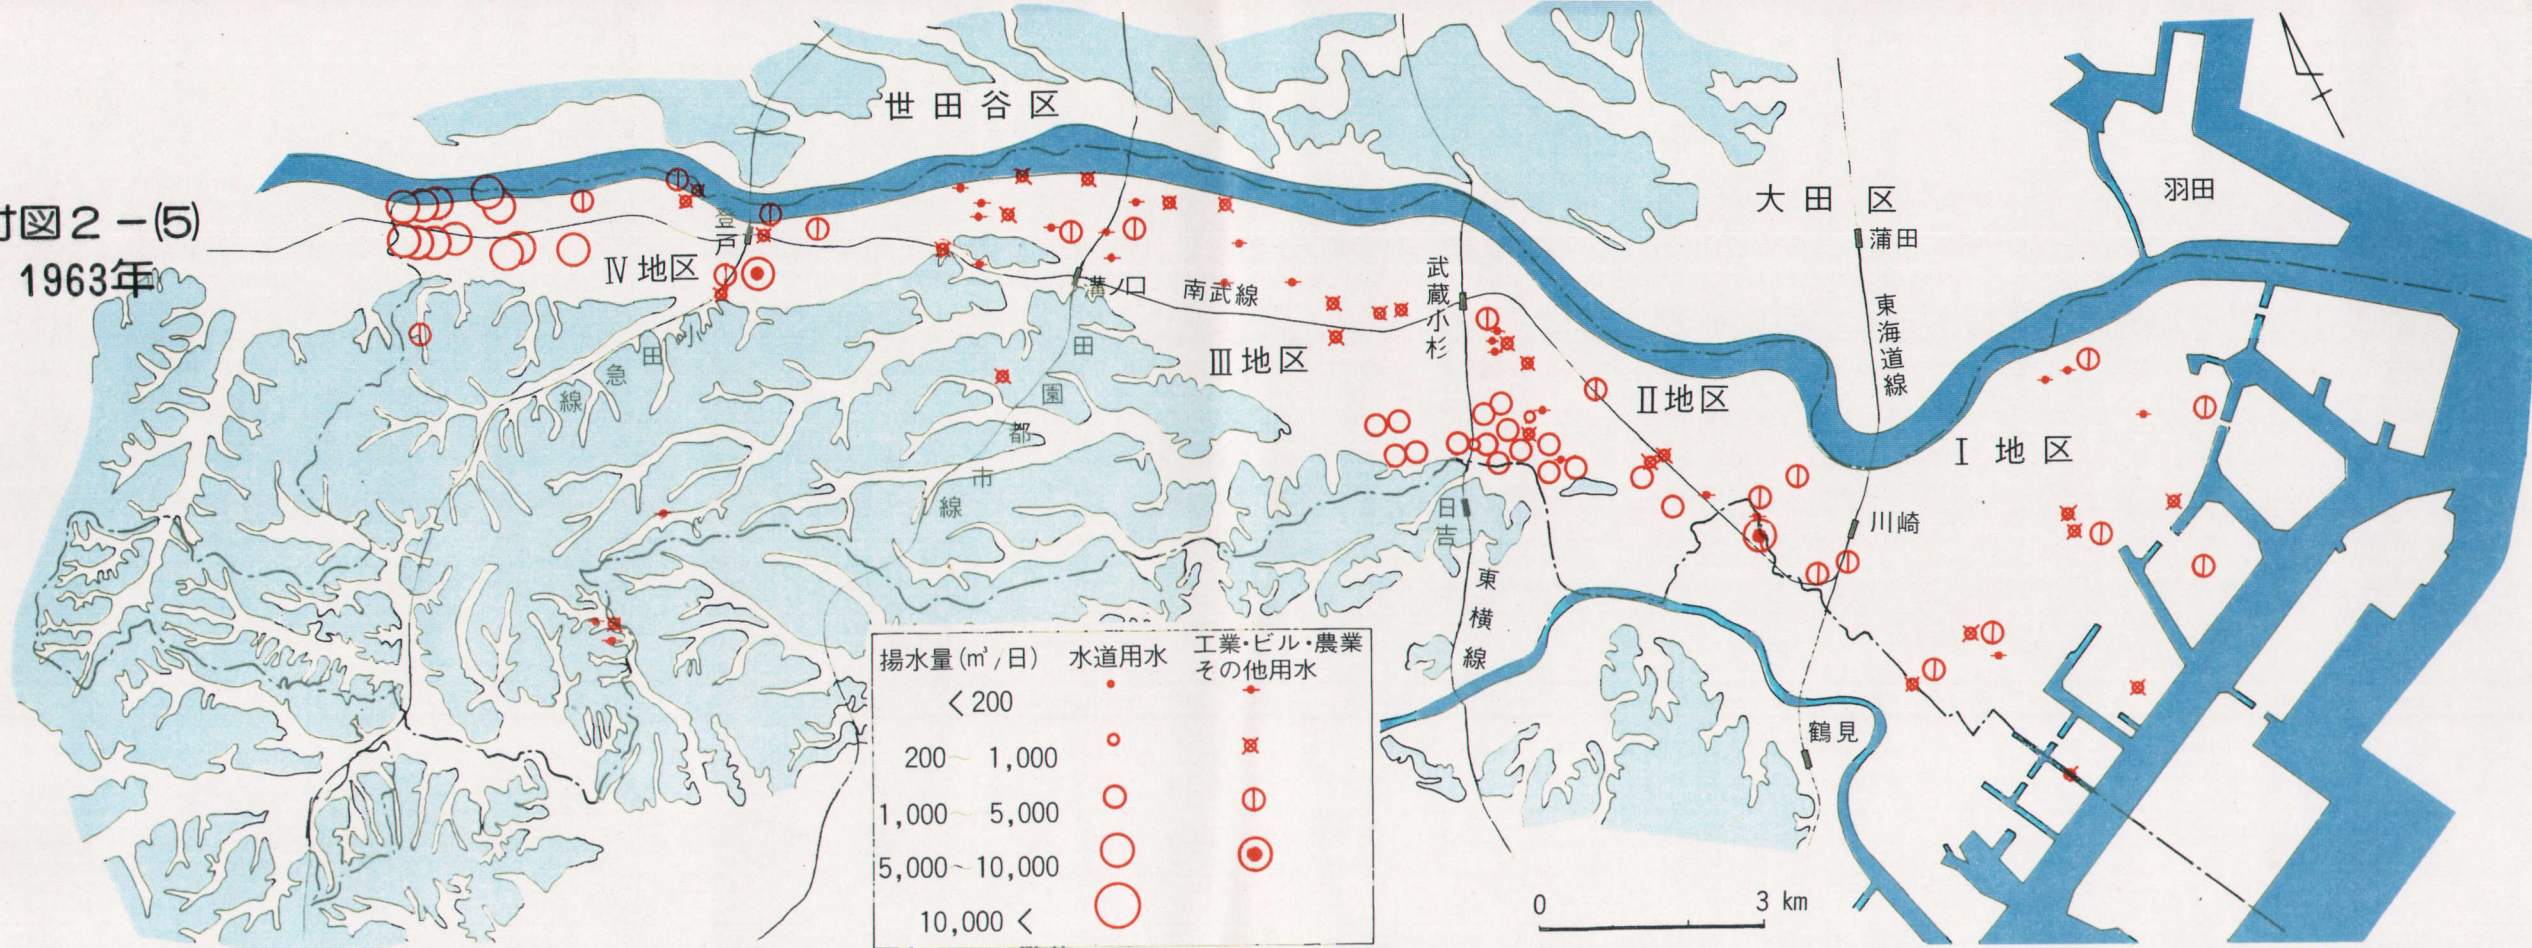 付図2-(5)
1963年
世田谷区
大田区
羽田
蒲田
東海道線
登戸
Ⅳ地区
溝ノ口
南武線
武蔵小杉
Ⅲ地区
Ⅱ地区
Ⅰ地区
小田急線
田園都市線
日吉
川崎
東横線
鶴見
揚水量(m³/日) 水道用水 工業・ビル・農業
その他用水
<200
200~1,000
1,000~5,000
5,000~10,000
10,000<
0 3 km